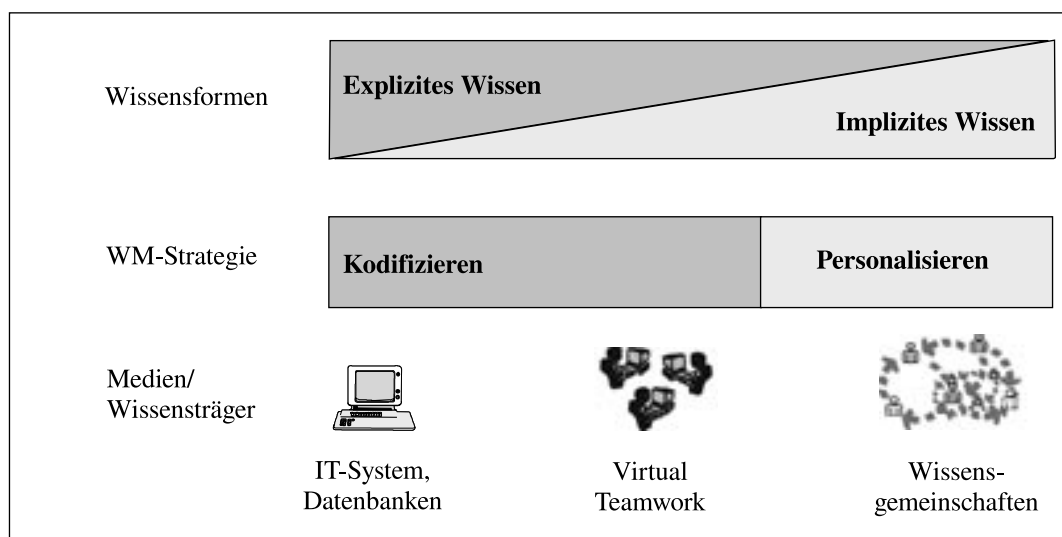 Wissensformen
Explizites Wissen
Implizites Wissen
WM-Strategie
Kodifizieren
Personalisieren
Medien/
Wissensträger
IT-System,
Datenbanken
Virtual
Teamwork
Wissens-
gemeinschaften